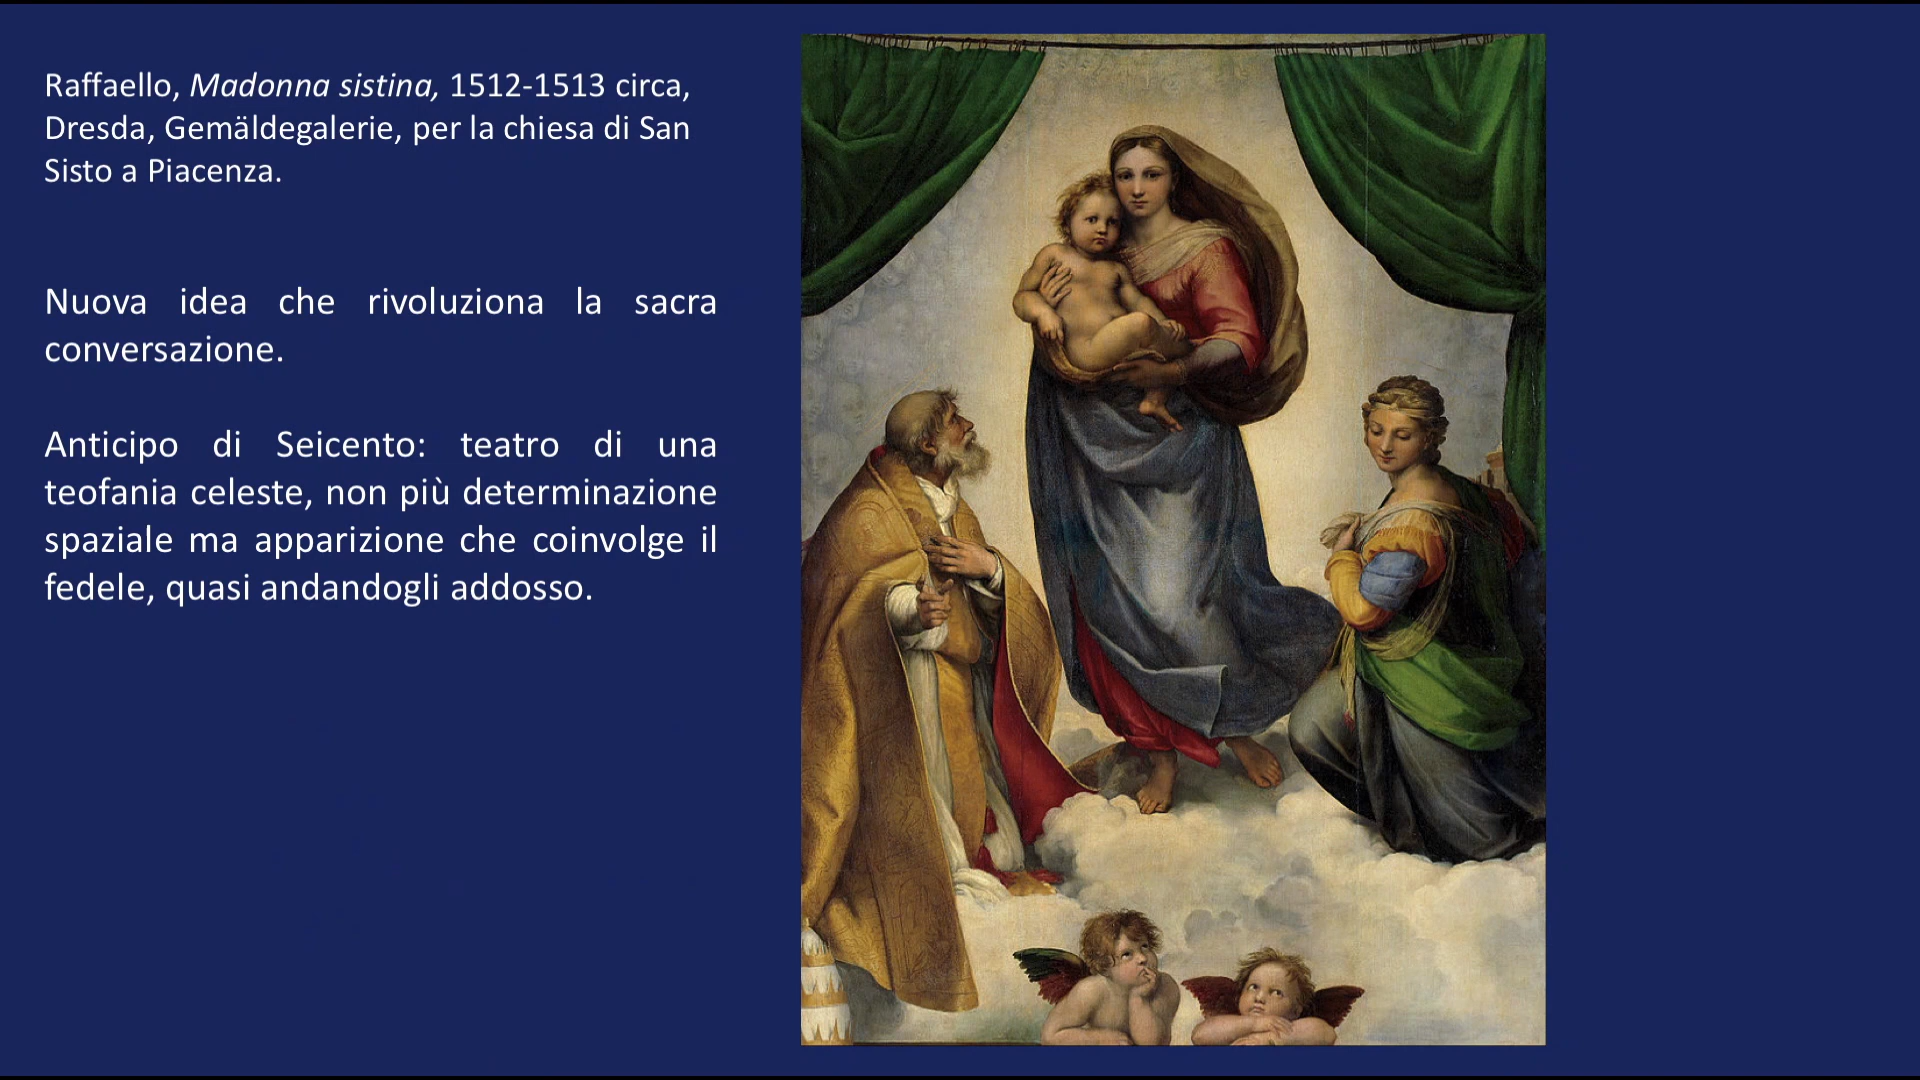 Raffaello, Madonna sistina, 1512-1513 circa,
Dresda, Gemäldegalerie, per la chiesa di San
Sisto a Piacenza.
Nuova idea che rivoluziona la sacra
conversazione.
Anticipo di Seicento: teatro di una
teofania celeste, non più determinazione
spaziale ma apparizione che coinvolge il
fedele, quasi andandogli addosso.